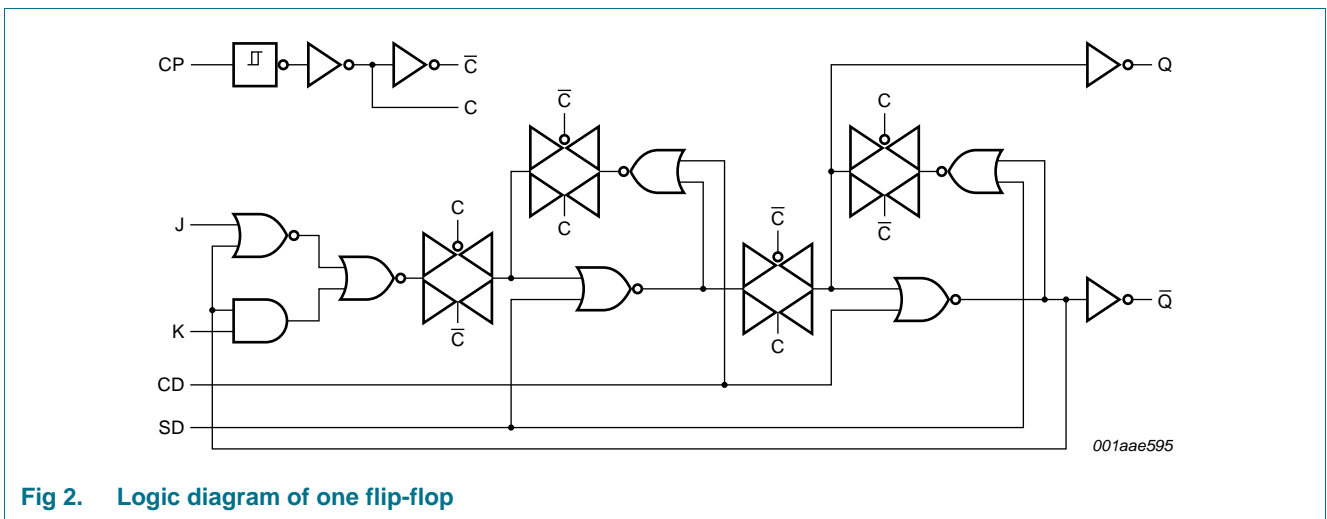 CP
C̅
C
Q
C̅
C
J
C
C
C̅
C̅
C̅
C
Q̅
K
CD
SD
001aae595
Fig 2. Logic diagram of one flip-flop